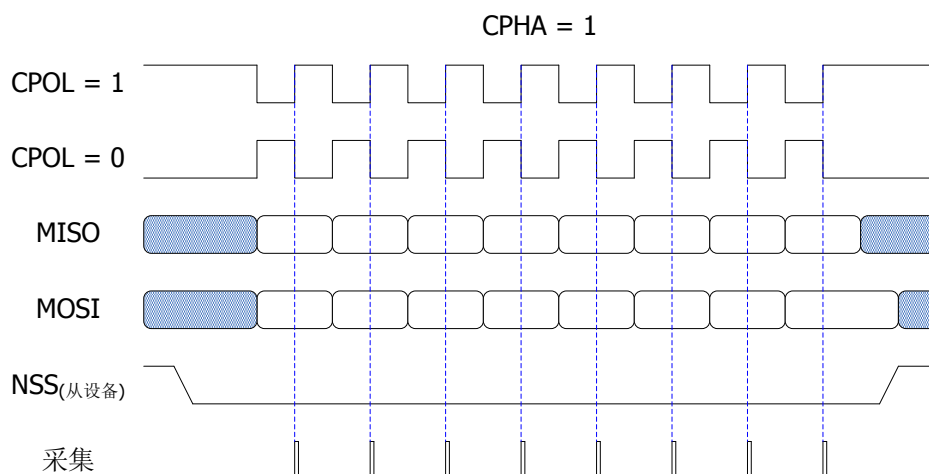 CPHA = 1
CPOL = 1
CPOL = 0
MISO
MOSI
NSS(从设备)
采集